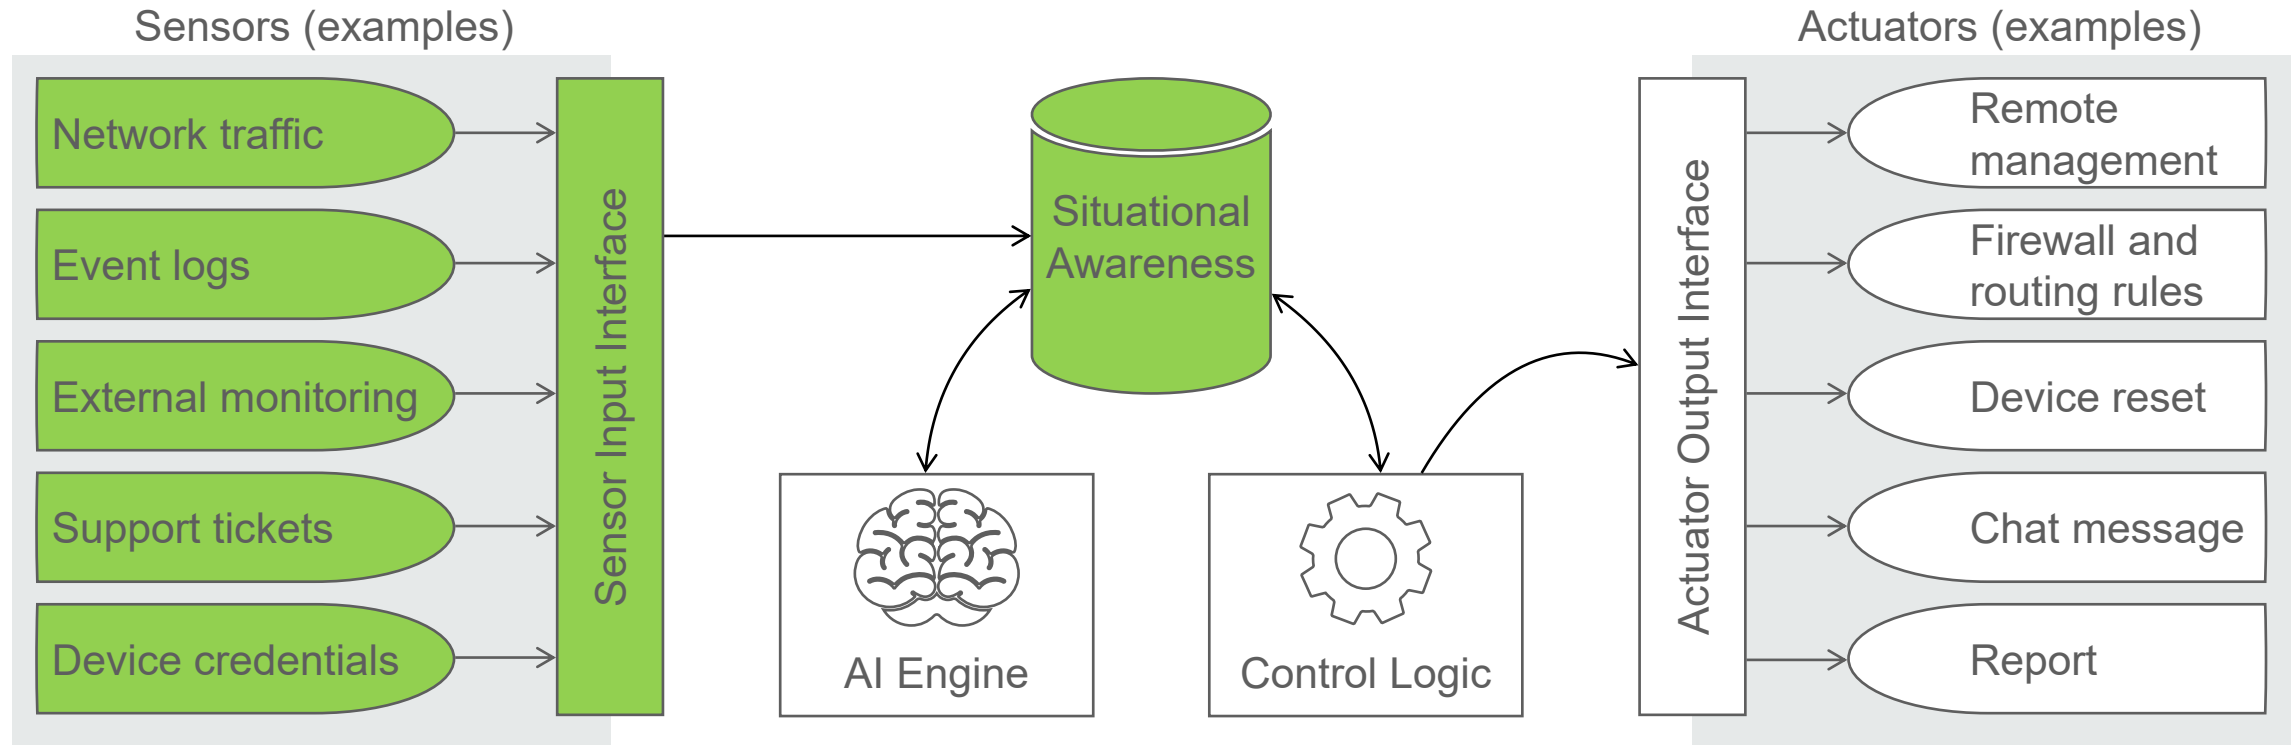 Sensors (examples)
Network traffic
Event logs
External monitoring
Support tickets
Device credentials
Sensor Input Interface
Situational
Awareness
AI Engine
Control Logic
Actuator Output Interface
Actuators (examples)
Remote
management
Firewall and
routing rules
Device reset
Chat message
Report